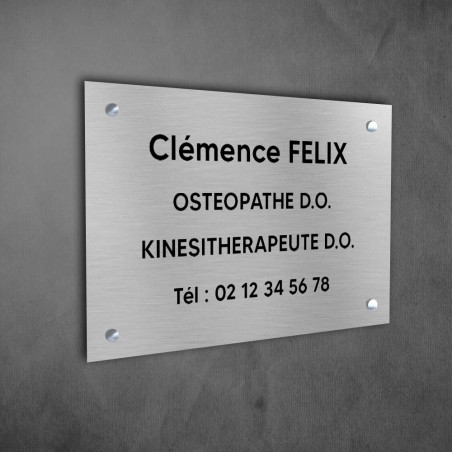 Clémence FELIX
OSTEOPATHE D.O.
KINESITHERAPEUTE D.O.
Tél : 02 12 34 56 78